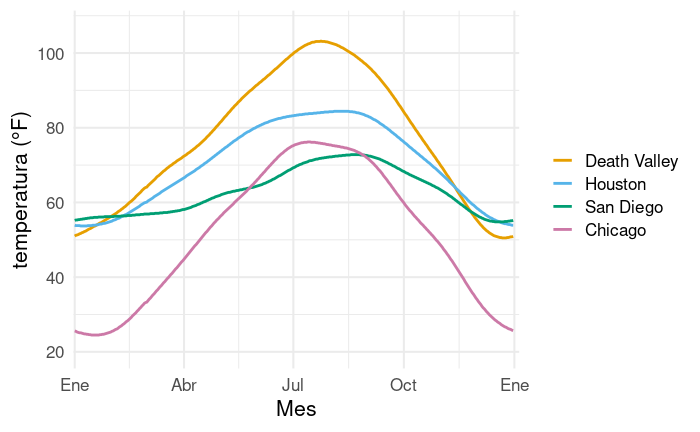 temperatura (°F)
100
80
60
40
20
Ene
Abr
Jul
Oct
Ene
Mes
Death Valley
Houston
San Diego
Chicago